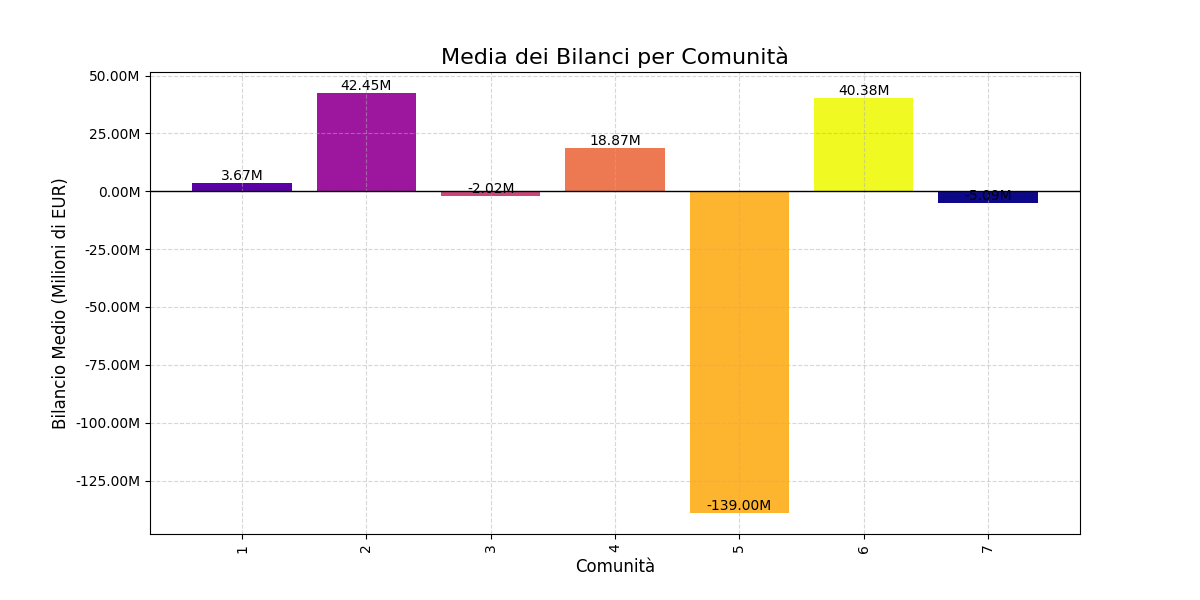 Media dei Bilanci per Comunità
Bilancio Medio (Milioni di EUR)
50.00M
25.00M
0.00M
-25.00M
-50.00M
-75.00M
-100.00M
-125.00M
3.67M
42.45M
-2.02M
18.87M
-139.00M
40.38M
-5.09M
1
2
3
4
5
6
7
Comunità